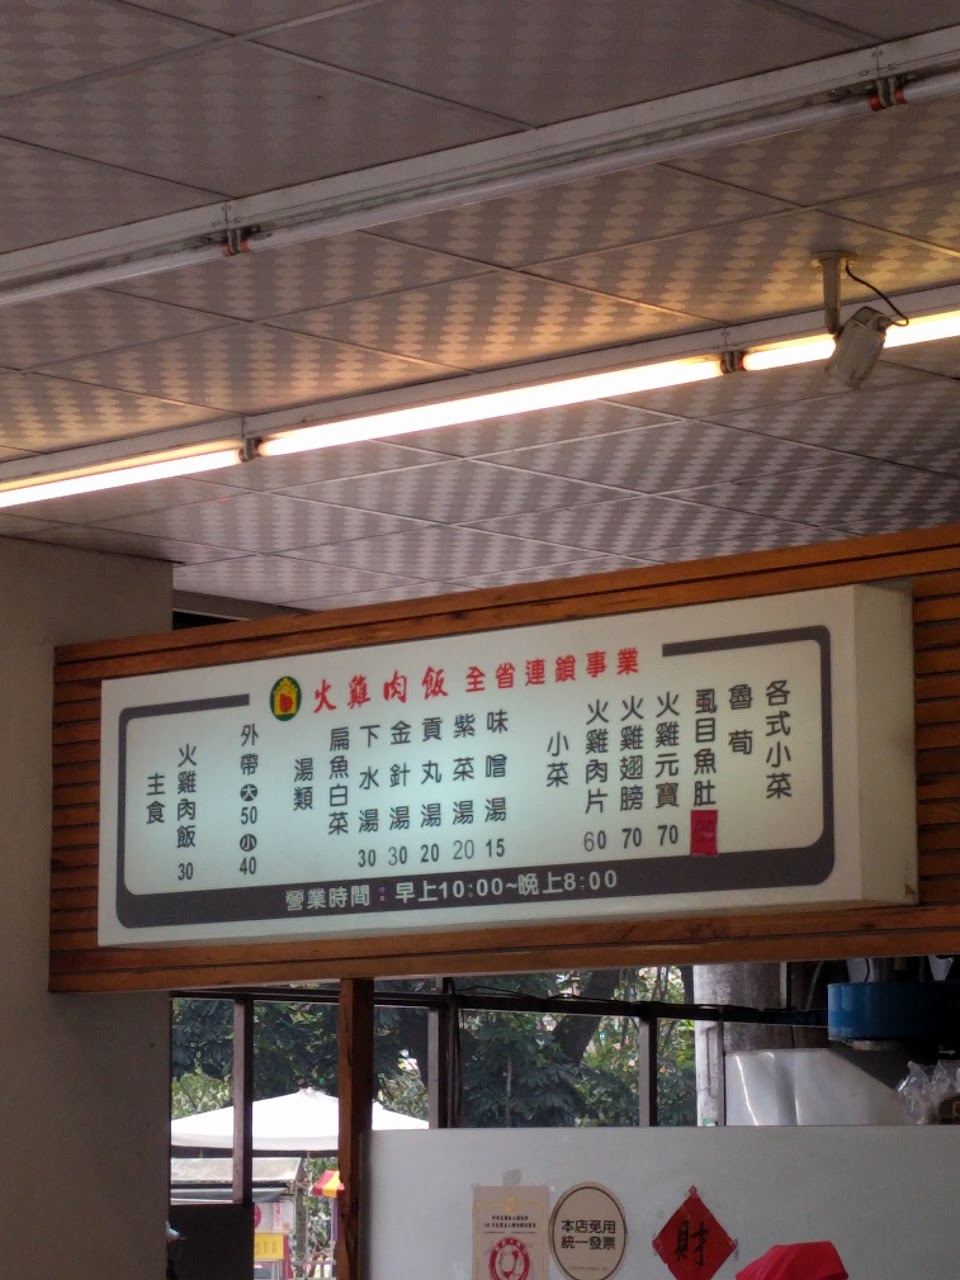 火雞肉飯 全省連鎖事業
主食
火雞肉飯 30
外帶 大 50 小 40
湯類
扁魚白菜
下水湯 30
金針湯 30
貢丸湯 20
紫菜湯 20
味噌湯 15
小菜
火雞肉片 60
火雞翅膀 70
火雞元寶 70
虱目魚肚
魯荀
各式小菜
營業時間：早上10:00~晚上8:00
本店免用
統一發票
財